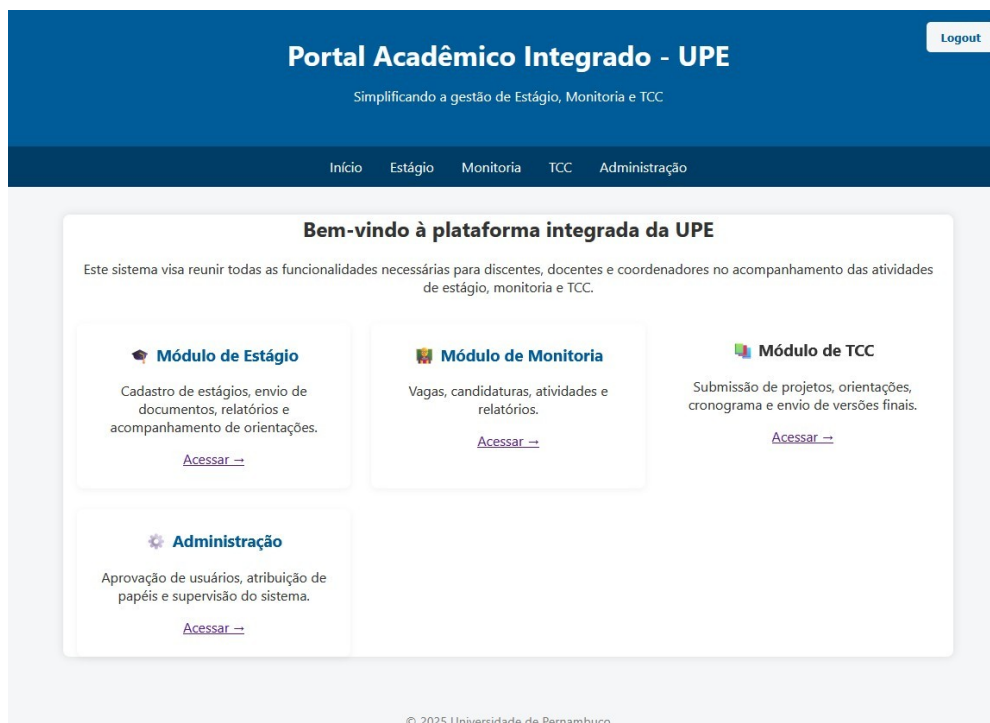 Logout
Portal Acadêmico Integrado - UPE
Simplificando a gestão de Estágio, Monitoria e TCC
Início Estágio Monitoria TCC Administração
Bem-vindo à plataforma integrada da UPE
Este sistema visa reunir todas as funcionalidades necessárias para discentes, docentes e coordenadores no acompanhamento das atividades
de estágio, monitoria e TCC.
Módulo de Estágio
Cadastro de estágios, envio de
documentos, relatórios e
acompanhamento de orientações.
Acessar →
Módulo de Monitoria
Vagas, candidaturas, atividades e
relatórios.
Acessar →
Módulo de TCC
Submissão de projetos, orientações,
cronograma e envio de versões finais.
Acessar →
Administração
Aprovação de usuários, atribuição de
papéis e supervisão do sistema.
Acessar →
© 2025 Universidade de Pernambuco